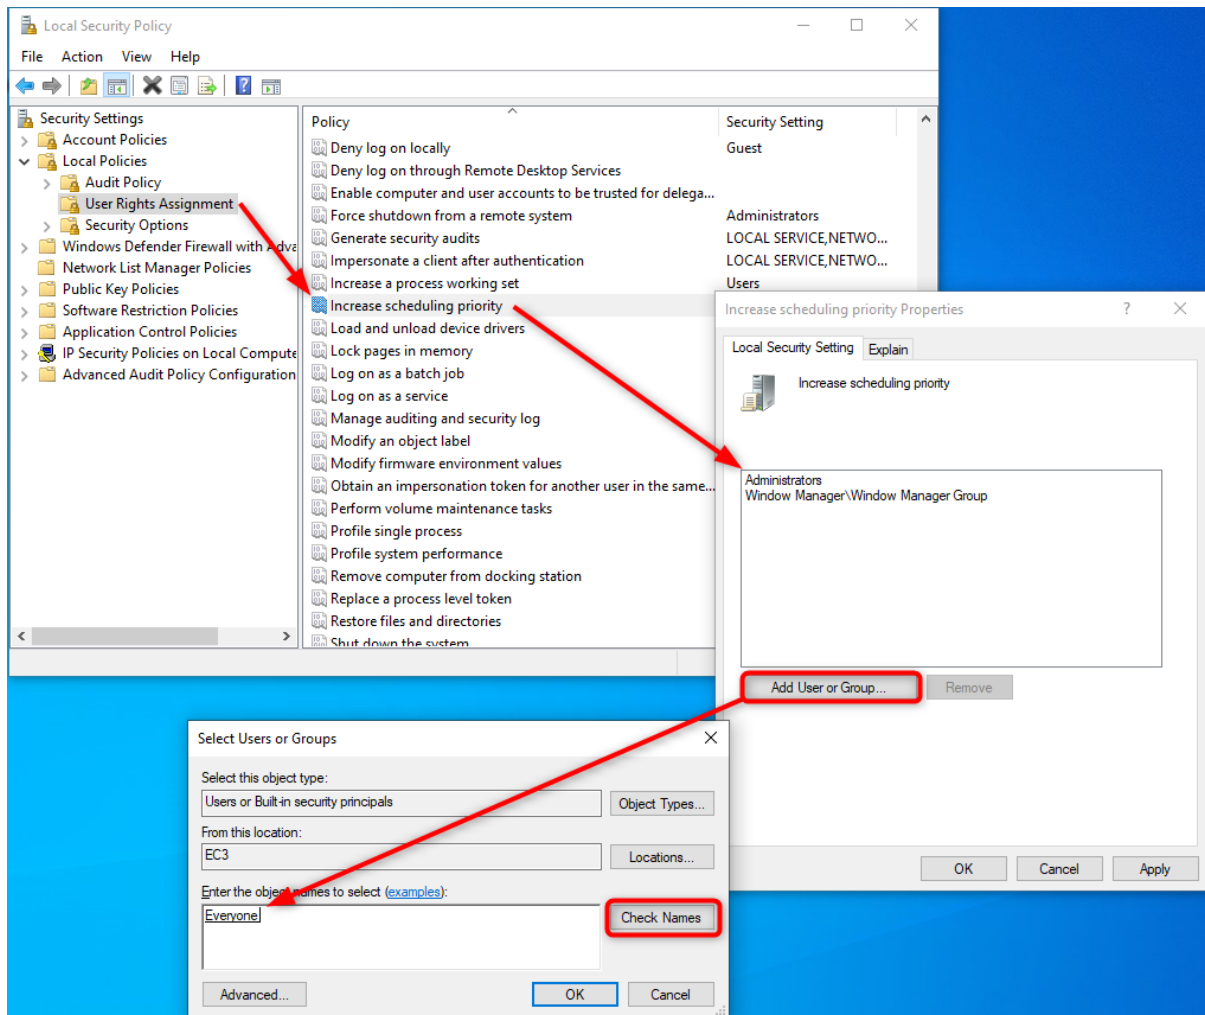 Local Security Policy
File Action View Help
Security Settings
Account Policies
Local Policies
Audit Policy
User Rights Assignment
Security Options
Windows Defender Firewall with Adva
Network List Manager Policies
Public Key Policies
Software Restriction Policies
Application Control Policies
IP Security Policies on Local Compute
Advanced Audit Policy Configuration
Policy Security Setting
Deny log on locally Guest
Deny log on through Remote Desktop Services
Enable computer and user accounts to be trusted for delega...
Force shutdown from a remote system Administrators
Generate security audits LOCAL SERVICE,NETWO...
Impersonate a client after authentication LOCAL SERVICE,NETWO...
Increase a process working set Users
Increase scheduling priority
Load and unload device drivers
Lock pages in memory
Log on as a batch job
Log on as a service
Manage auditing and security log
Modify an object label
Modify firmware environment values
Obtain an impersonation token for another user in the same...
Perform volume maintenance tasks
Profile single process
Profile system performance
Remove computer from docking station
Replace a process level token
Restore files and directories
Shut down the system
Increase scheduling priority Properties ?
Local Security Setting Explain
Increase scheduling priority
Administrators
Window Manager\Window Manager Group
Add User or Group... Remove
OK Cancel Apply
Select Users or Groups
Select this object type:
Users or Built-in security principals Object Types...
From this location:
EC3 Locations...
Enter the object names to select (examples):
Everyone Check Names
Advanced... OK Cancel